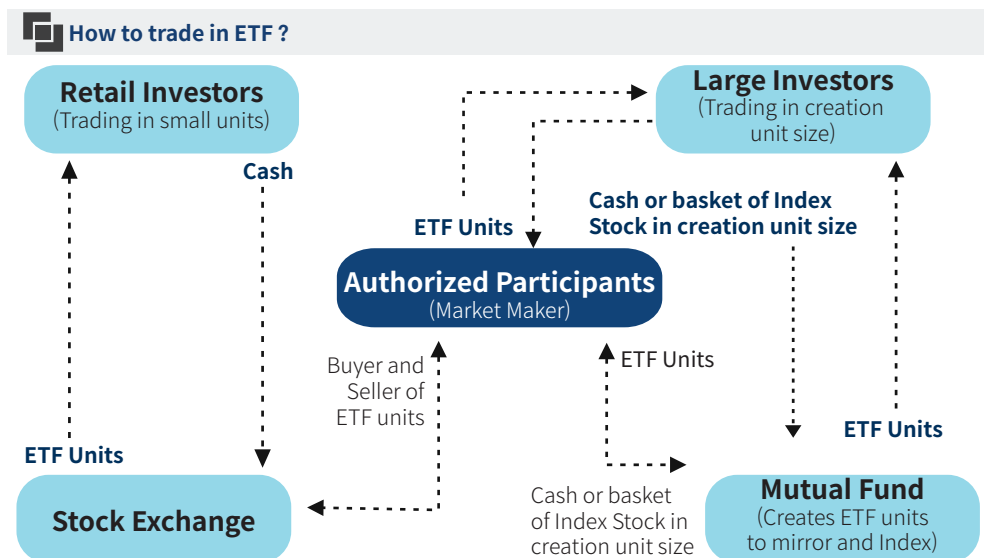 How to trade in ETF ?
Retail Investors
(Trading in small units)
Large Investors
(Trading in creation
unit size)
Cash
Cash or basket of Index
Stock in creation unit size
ETF Units
Authorized Participants
(Market Maker)
Buyer and
Seller of
ETF units
ETF Units
ETF Units
ETF Units
Stock Exchange
Cash or basket
of Index Stock in
creation unit size
Mutual Fund
(Creates ETF units
to mirror and Index)